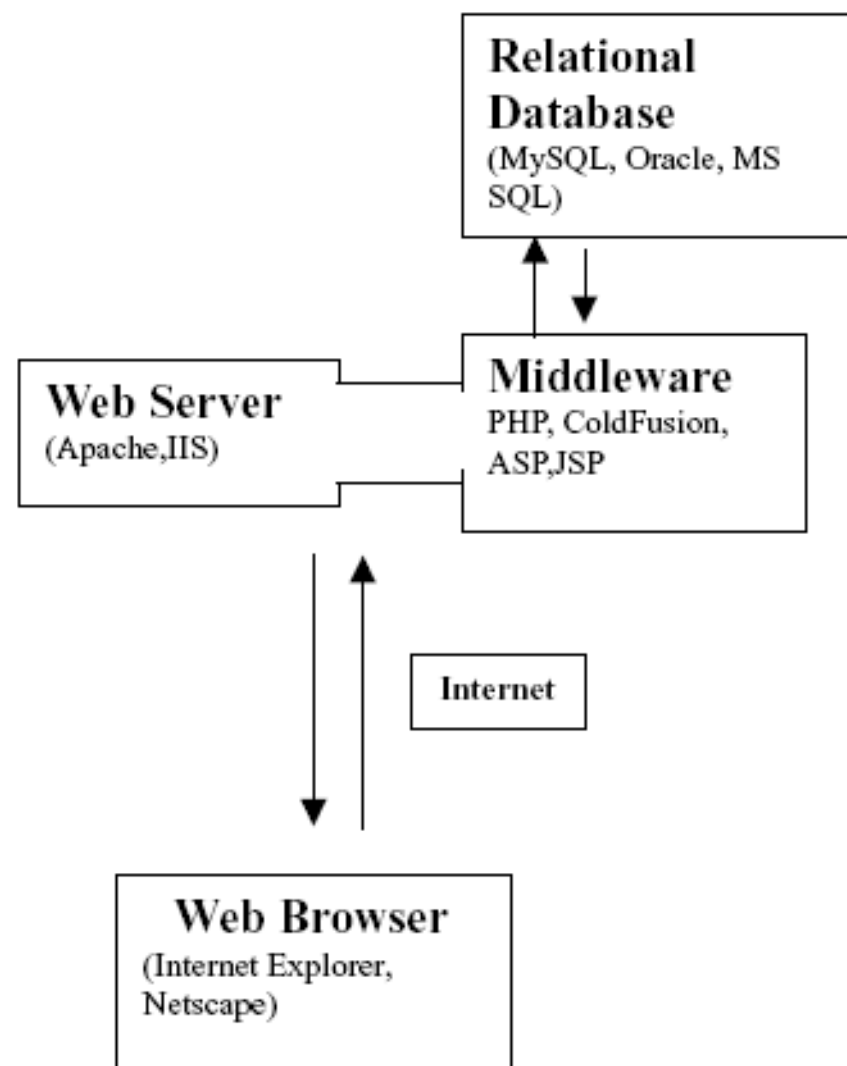 Relational
Database
(MySQL, Oracle, MS
SQL)
Web Server
(Apache,IIS)
Middleware
PHP, ColdFusion,
ASP,JSP
Internet
Web Browser
(Internet Explorer,
Netscape)